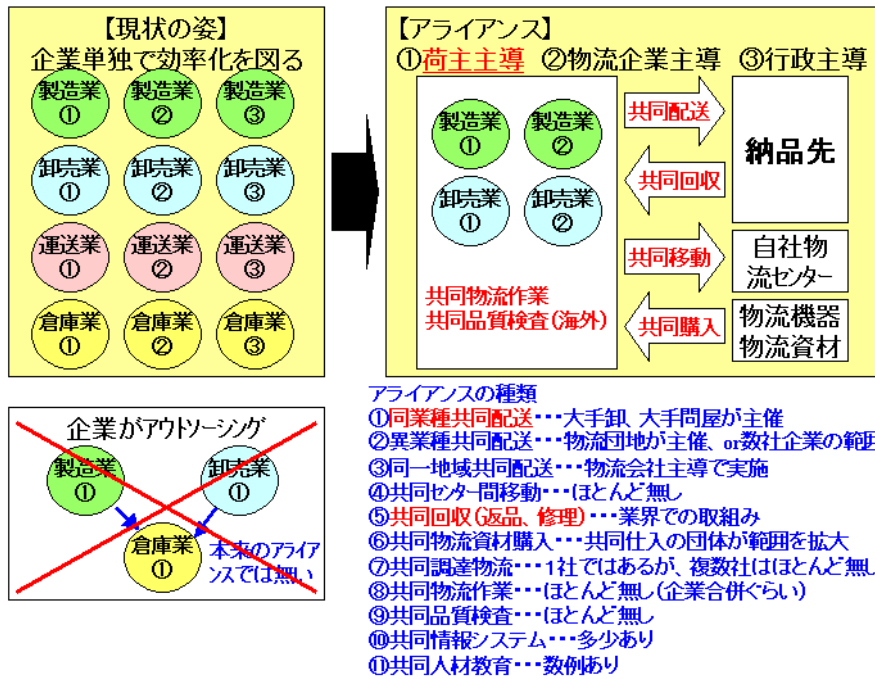 【現状の姿】
企業単独で効率化を図る
製造業
①
製造業
②
製造業
③
卸売業
①
卸売業
②
卸売業
③
運送業
①
運送業
②
運送業
③
倉庫業
①
倉庫業
②
倉庫業
③
【アライアンス】
①荷主主導 ②物流企業主導 ③行政主導
製造業
①
製造業
②
卸売業
①
卸売業
②
共同物流作業
共同品質検査(海外)
共同配送
共同回収
共同移動
共同購入
納品先
自社物
流センター
物流機器
物流資材
企業がアウトソーシング
製造業
①
卸売業
①
倉庫業
①
本来のアライア
ンスでは無い
アライアンスの種類
①同業種共同配送・・・大手卸、大手問屋が主催
②異業種共同配送・・・物流団地が主催、or数社企業の範囲
③同一地域共同配送・・・物流会社主導で実施
④共同センター間移動・・・ほとんど無し
⑤共同回収(返品、修理)・・・業界での取組み
⑥共同物流資材購入・・・共同仕入の団体が範囲を拡大
⑦共同調達物流・・・1社ではあるが、複数社はほとんど無し
⑧共同物流作業・・・ほとんど無し(企業合併ぐらい)
⑨共同品質検査・・・ほとんど無し
⑩共同情報システム・・・多少あり
⑪共同人材教育・・・数例あり